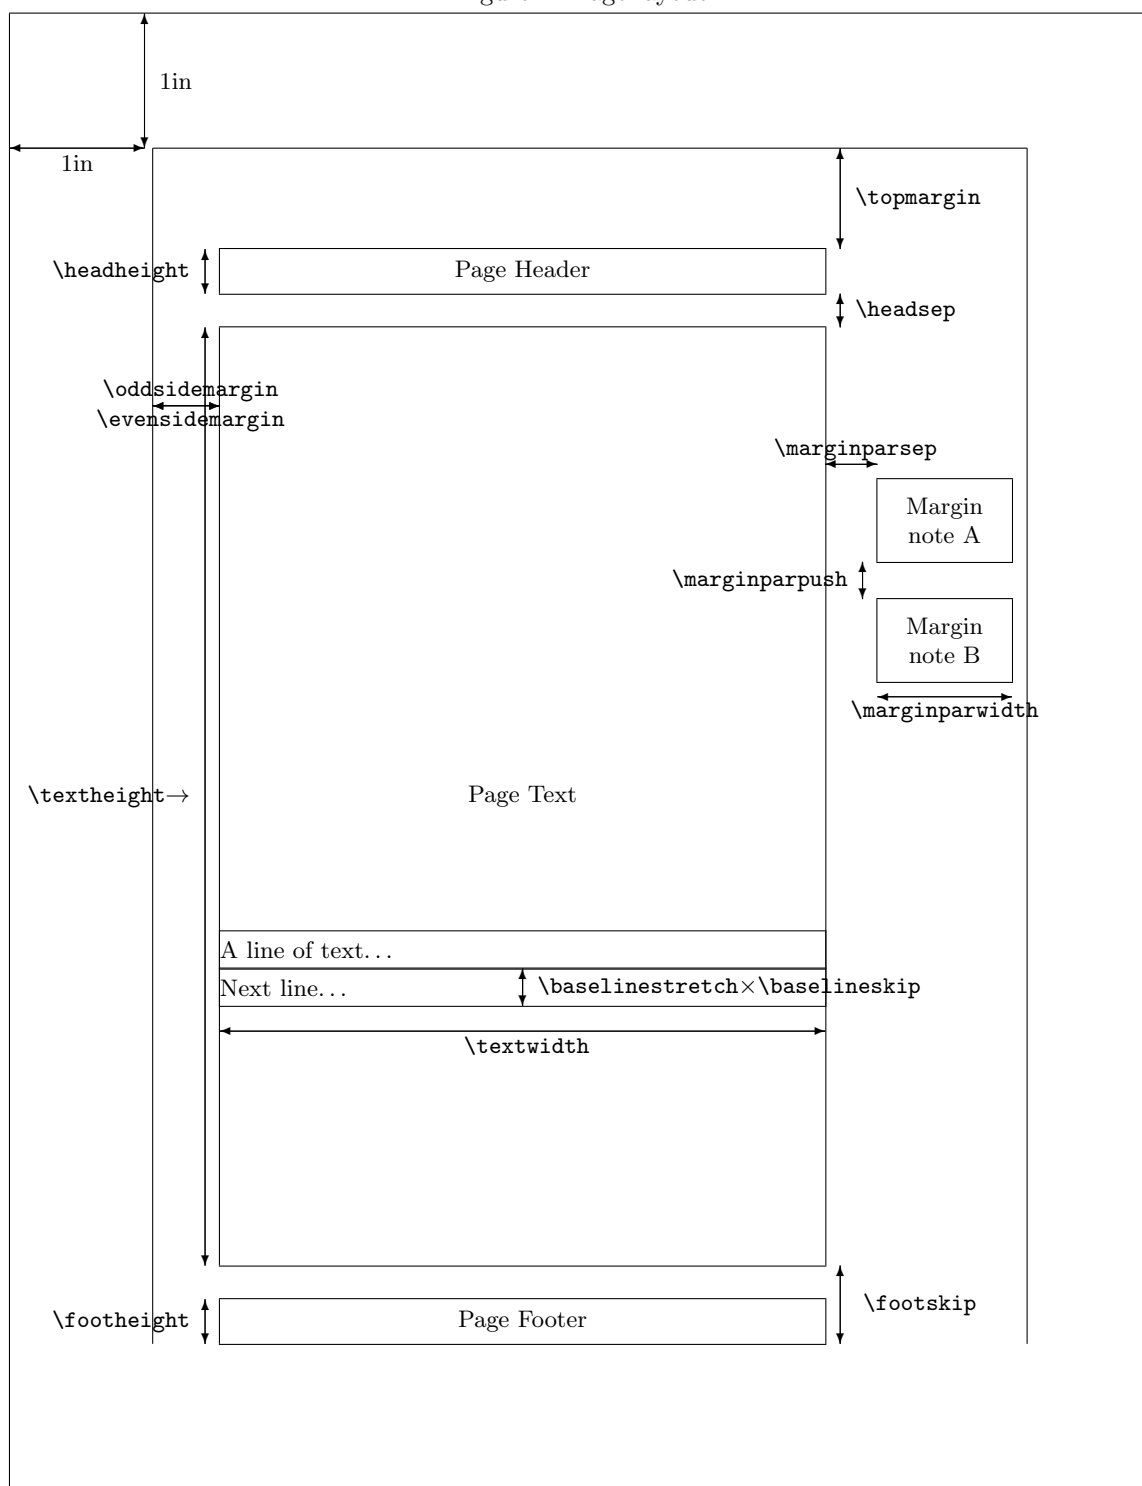 1in
1in
\topmargin
\headheight
Page Header
\headsep
\oddsidemargin
\evensidemargin
\marginparsep
Margin
note A
\marginparpush
Margin
note B
\marginparwidth
\textheight→
Page Text
A line of text...
Next line...
\baselinestretch×\baselineskip
\textwidth
\footskip
\footheight
Page Footer